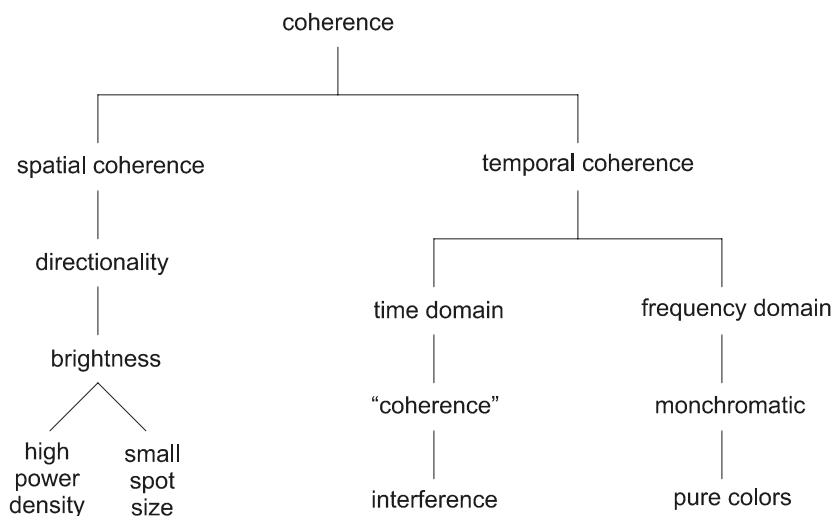 coherence
spatial coherence
temporal coherence
directionality
time domain
frequency domain
brightness
“coherence”
monchromatic
high
power
density
small
spot
size
interference
pure colors